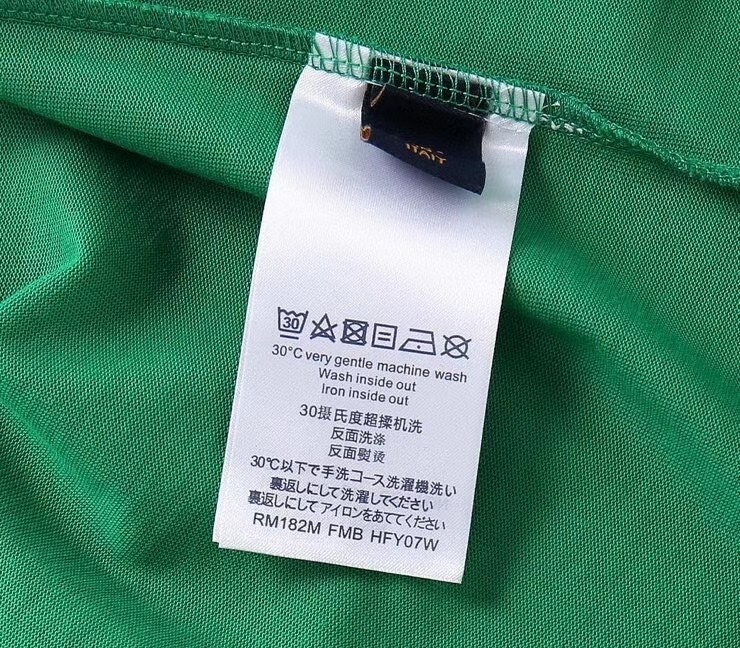 30
30°C very gentle machine wash
Wash inside out
Iron inside out
30摄氏度超揉机洗
反面洗涤
反面熨烫
30℃以下で手洗コース洗濯機洗い
裏返しにして洗濯してください
裏返しにしてアイロンをあててください
RM182M FMB HFY07W